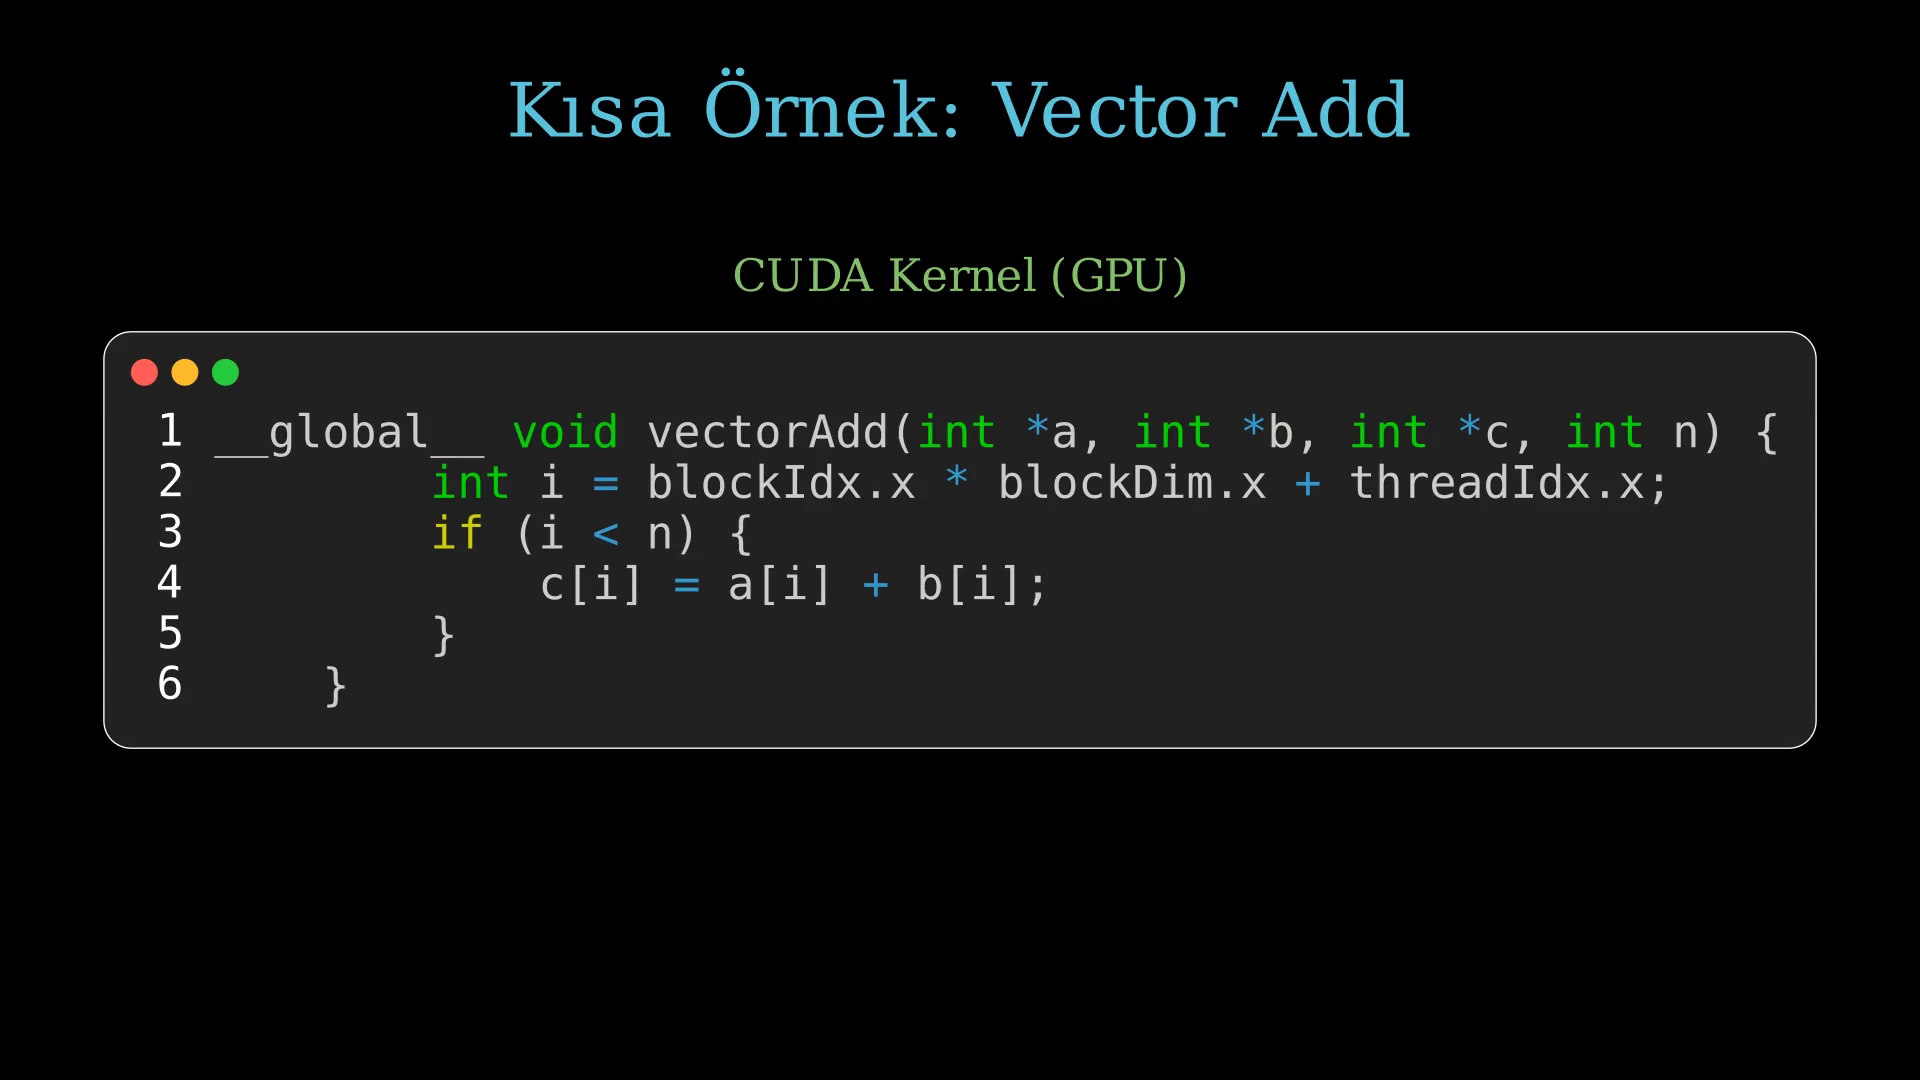 Kısa Örnek: Vector Add
CUDA Kernel (GPU)
1 __global__ void vectorAdd(int *a, int *b, int *c, int n) {
2         int i = blockIdx.x * blockDim.x + threadIdx.x;
3         if (i < n) {
4             c[i] = a[i] + b[i];
5         }
6     }